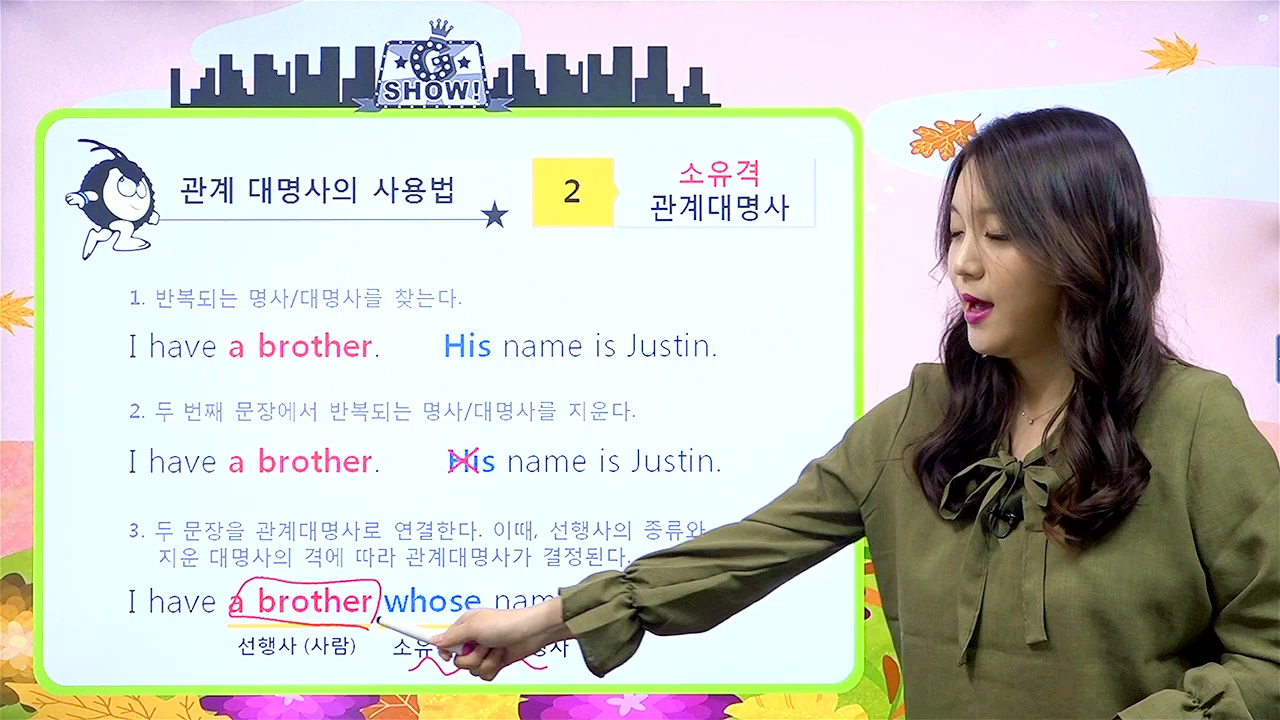 G
SHOW!
관계 대명사의 사용법
2
소유격
관계대명사
1. 반복되는 명사/대명사를 찾는다.
I have a brother. His name is Justin.
2. 두 번째 문장에서 반복되는 명사/대명사를 지운다.
I have a brother. His name is Justin.
3. 두 문장을 관계대명사로 연결한다. 이때, 선행사의 종류와
지운 대명사의 격에 따라 관계대명사가 결정된다.
I have a brother whose
선행사 (사람)